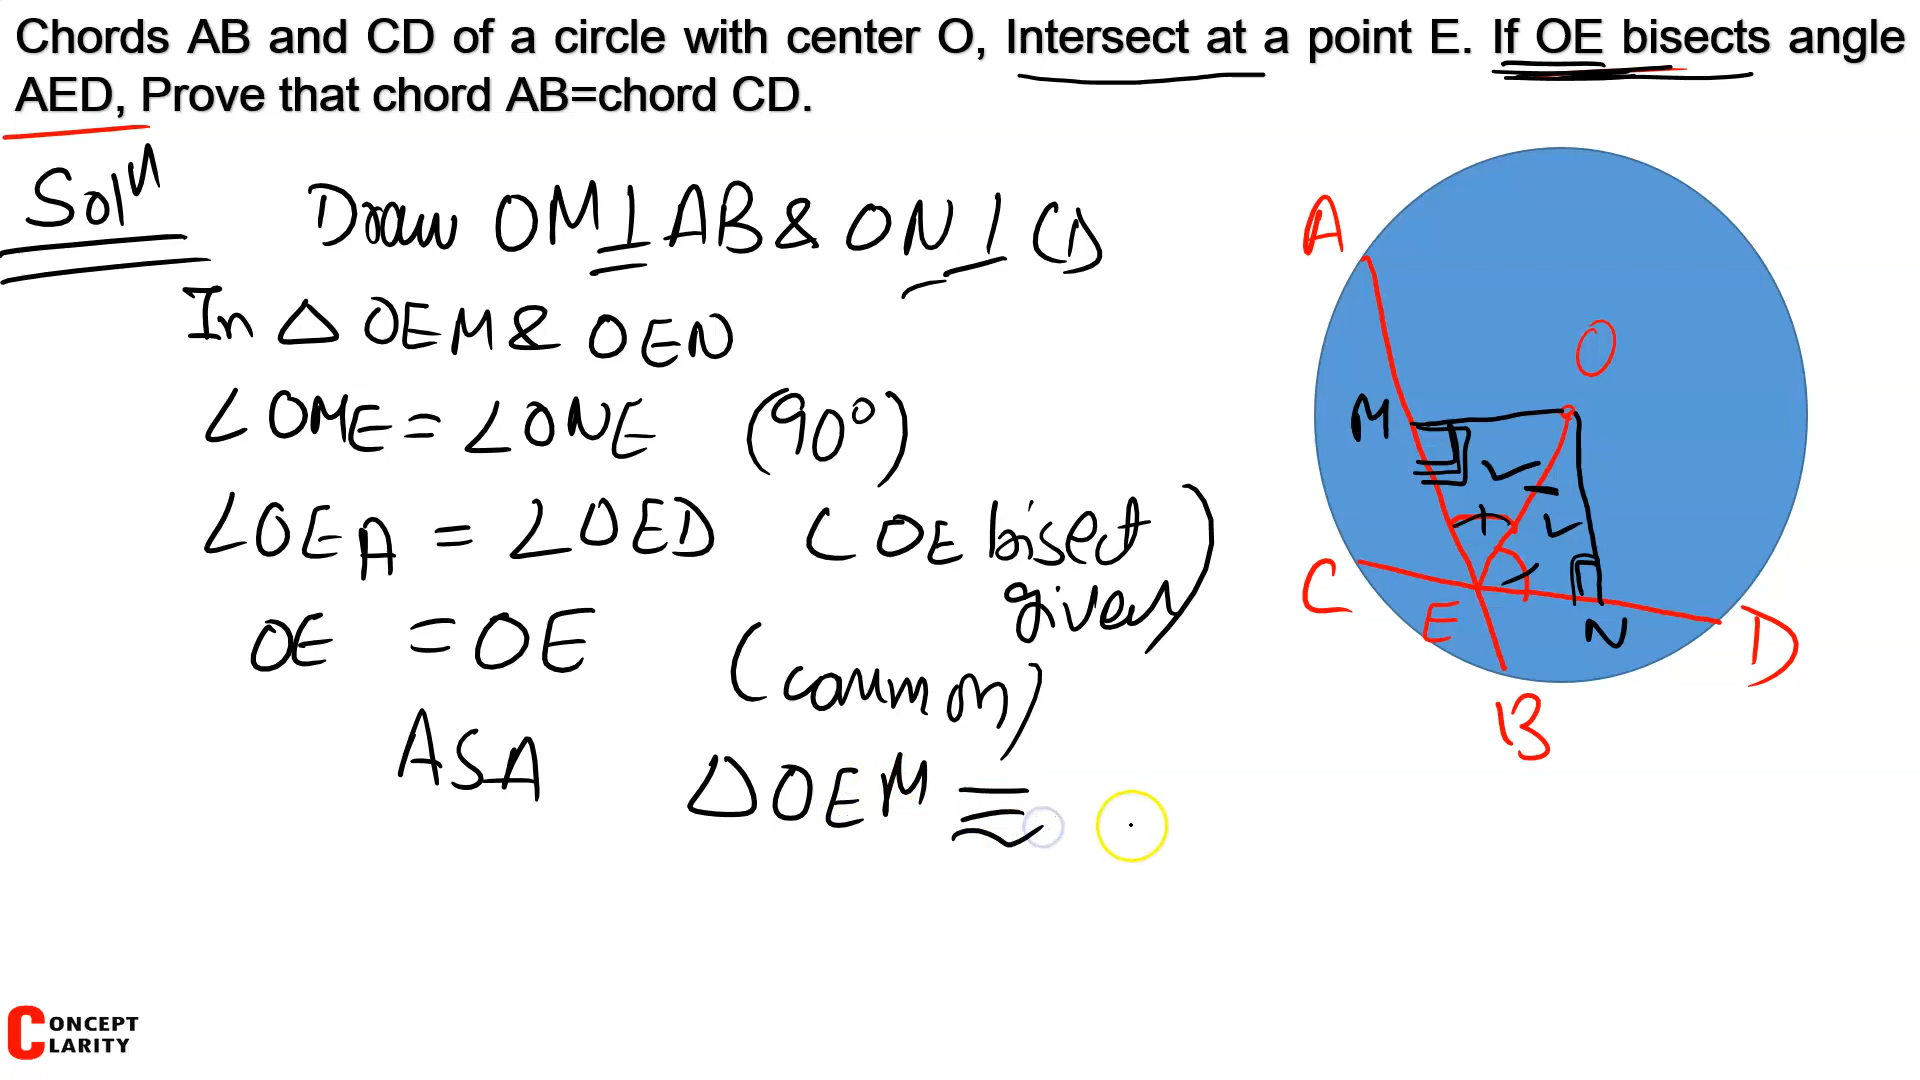 Chords AB and CD of a circle with center O, Intersect at a point E. If OE bisects angle
AED, Prove that chord AB=chord CD.
Solⁿ
Draw OM⊥AB & ON⊥CD
In △ OEM & OEN
∠OME = ∠ONE (90°)
∠OEA = ∠OED (OE bisect
given)
OE = OE (common)
ASA △OEM ≅
A
O
M
C
E
N
D
B
CONCEPT
CLARITY